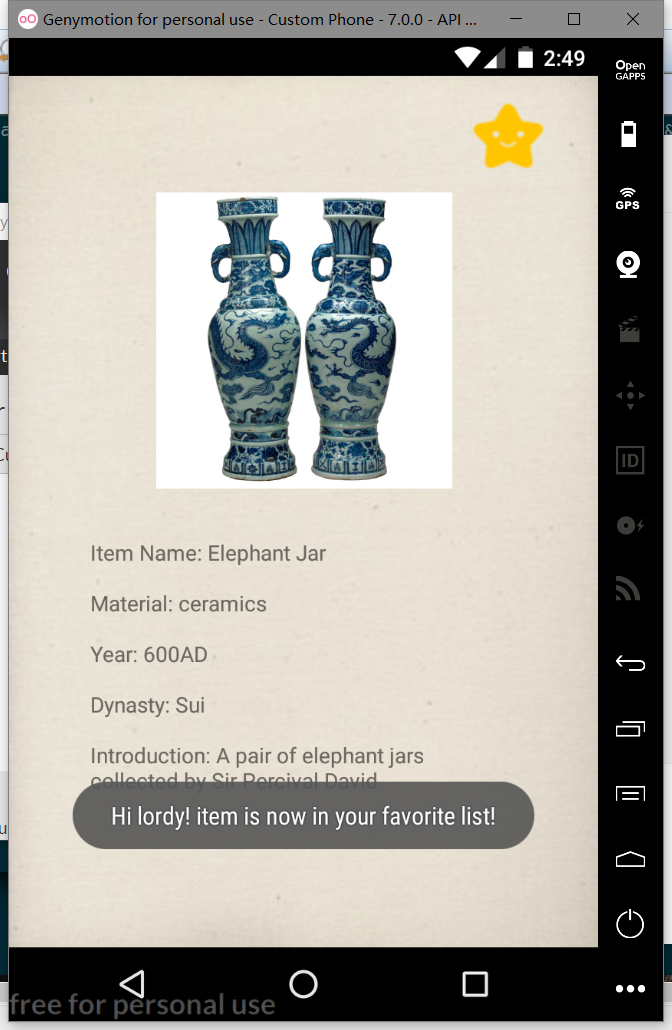 Genymotion for personal use - Custom Phone - 7.0.0 - API ...
2:49
Open
GAPPS
GPS
ID
Item Name: Elephant Jar
Material: ceramics
Year: 600AD
Dynasty: Sui
Introduction: A pair of elephant jars
collected by Sir Percival David
Hi lordy! item is now in your favorite list!
free for personal use